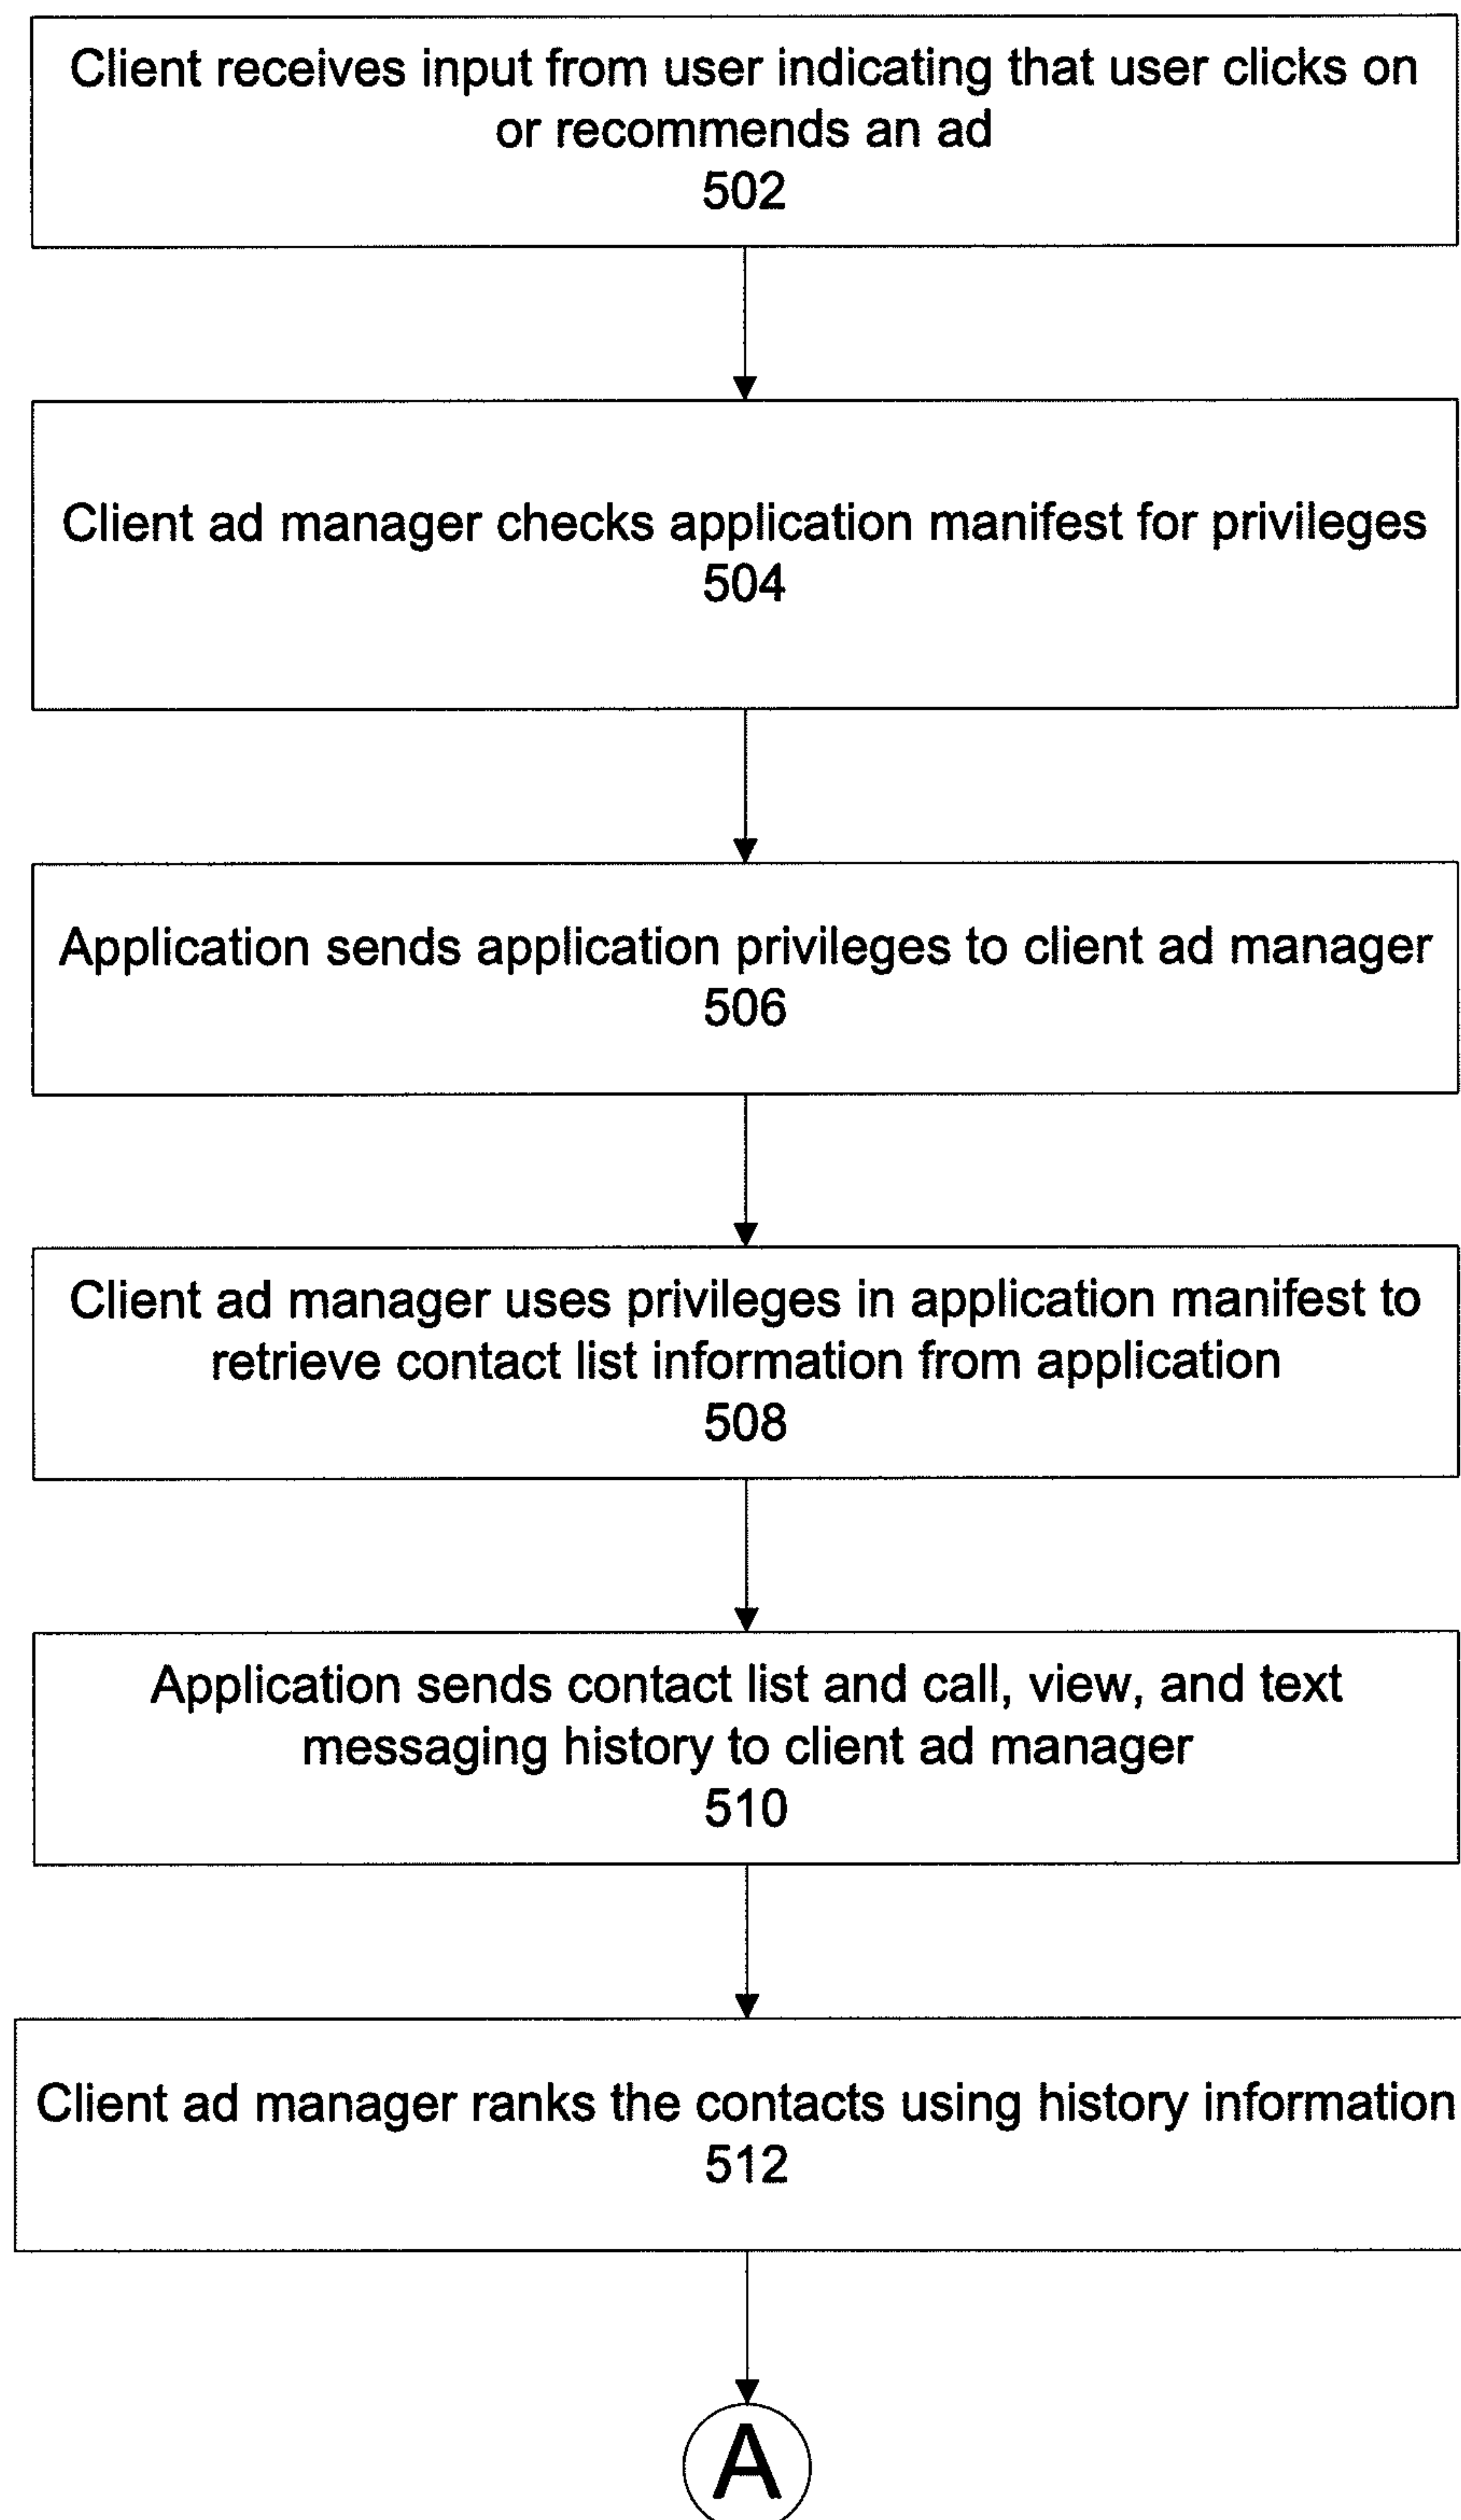 Client receives input from user indicating that user clicks on
or recommends an ad
502
Client ad manager checks application manifest for privileges
504
Application sends application privileges to client ad manager
506
Client ad manager uses privileges in application manifest to
retrieve contact list information from application
508
Application sends contact list and call, view, and text
messaging history to client ad manager
510
Client ad manager ranks the contacts using history information
512
A